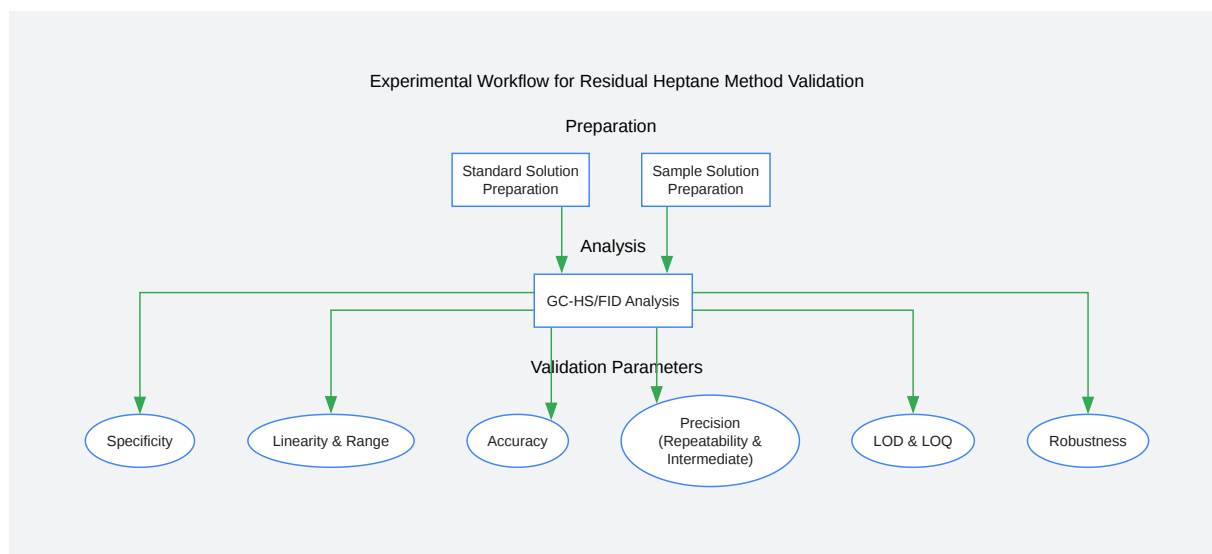 Experimental Workflow for Residual Heptane Method Validation
Preparation
Standard Solution
Preparation
Sample Solution
Preparation
Analysis
GC-HS/FID Analysis
Validation Parameters
Specificity
Linearity & Range
Accuracy
Precision
(Repeatability &
Intermediate)
LOD & LOQ
Robustness